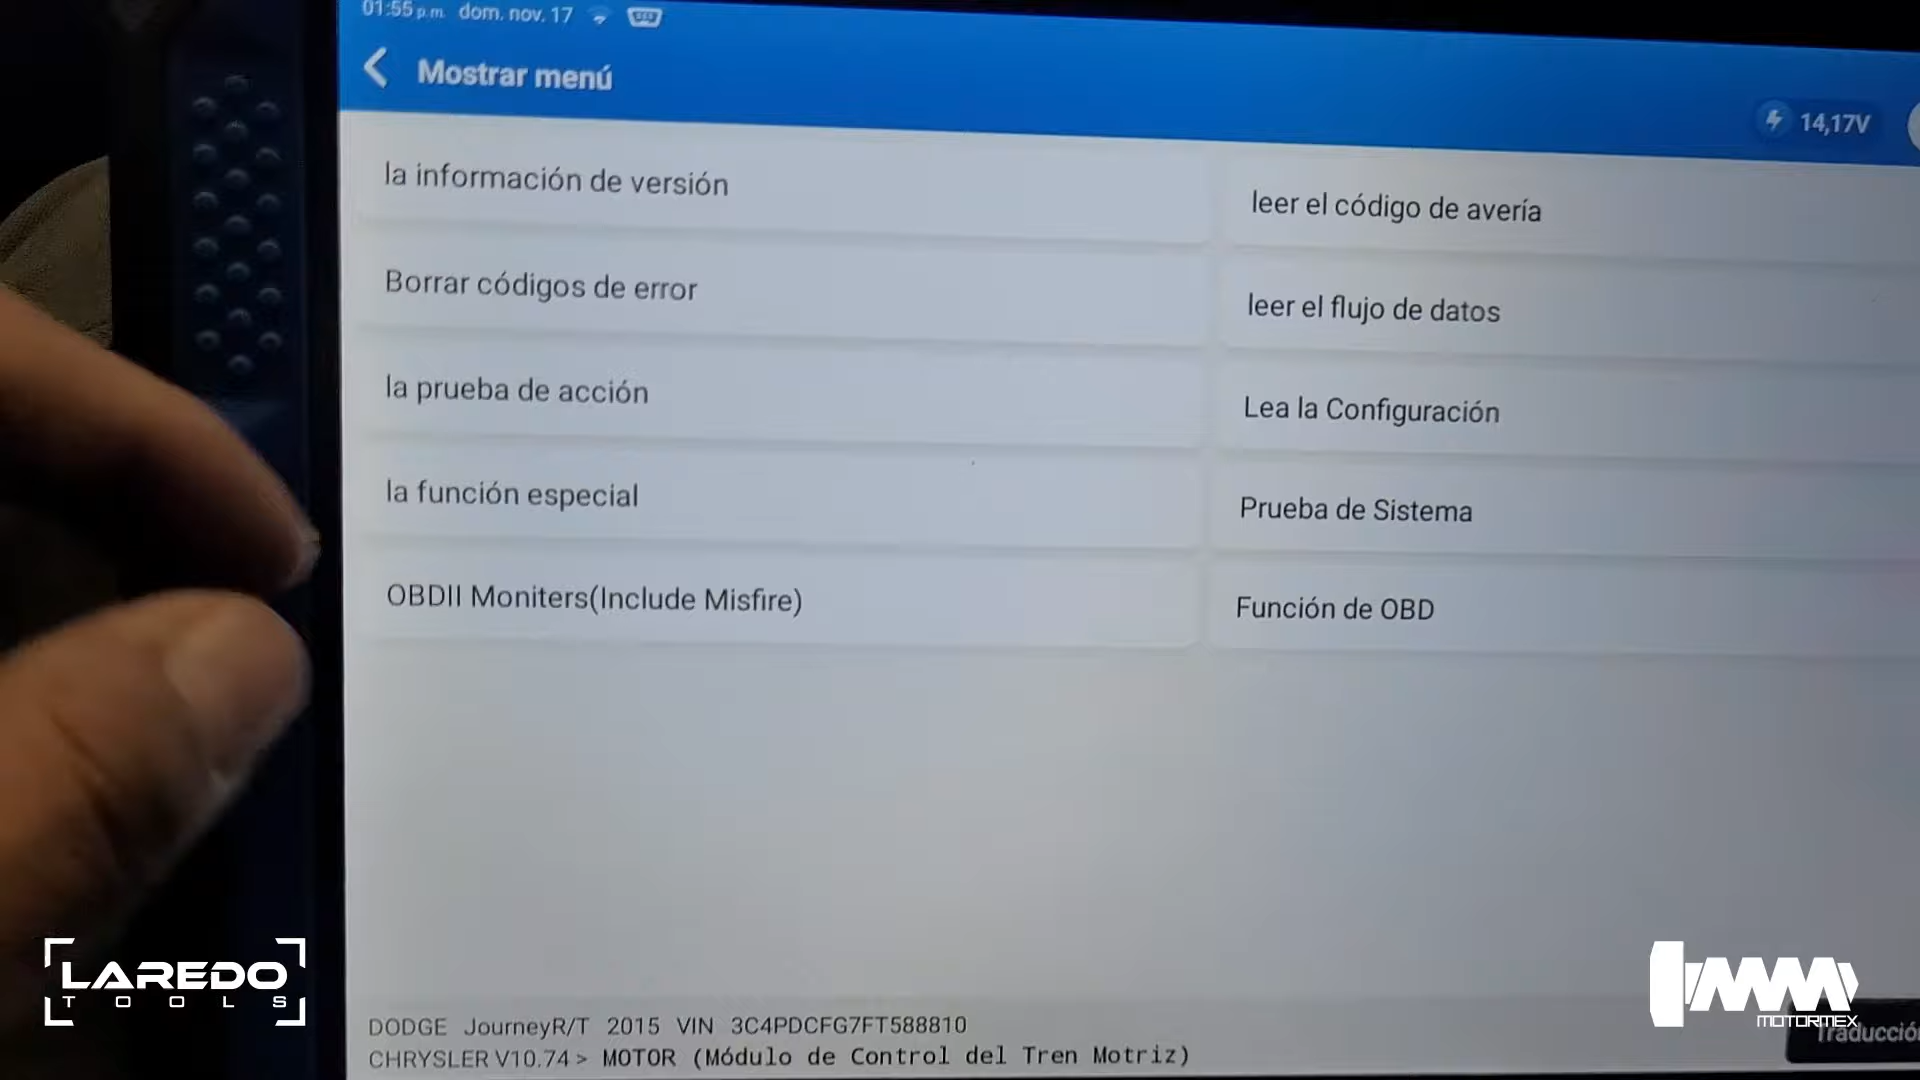 01:55 p.m. dom. nov. 17
Mostrar menú
14,17V
la información de versión
leer el código de avería
Borrar códigos de error
leer el flujo de datos
la prueba de acción
Lea la Configuración
la función especial
Prueba de Sistema
OBDII Moniters(Include Misfire)
Función de OBD
DODGE JourneyR/T 2015 VIN 3C4PDCFG7FT588810
CHRYSLER V10.74 > MOTOR (Módulo de Control del Tren Motriz)
Traducción
LAREDO
TOOLS
MOTORMEX